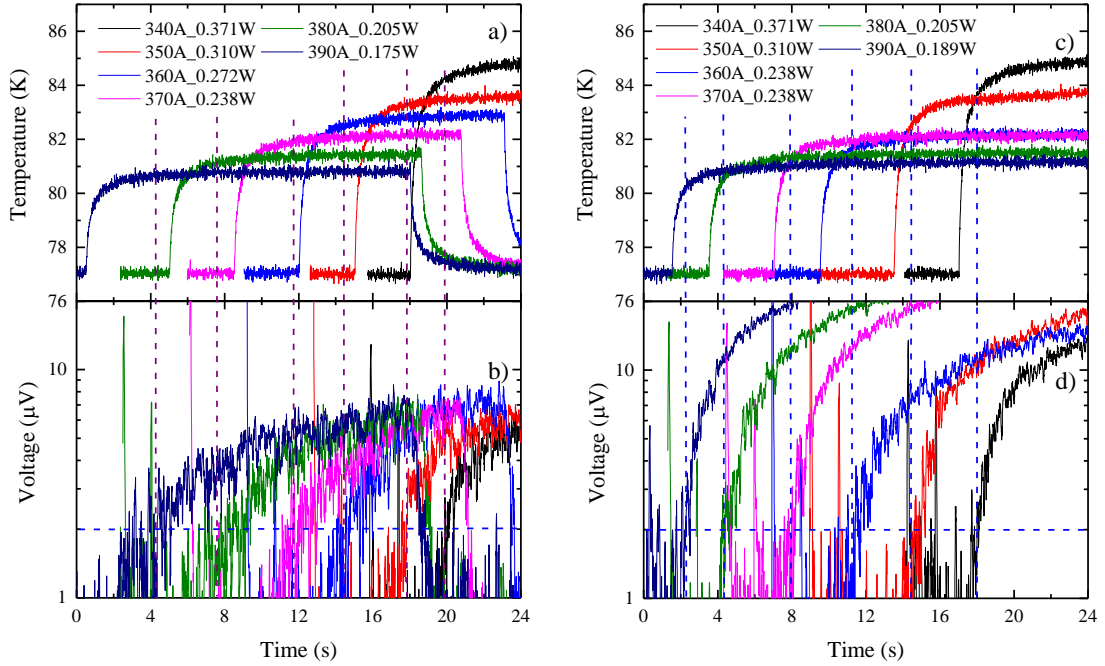 340A_0.371W 380A_0.205W
350A_0.310W 390A_0.175W
360A_0.272W
370A_0.238W
a)
Temperature (K)
86
84
82
80
78
76
b)
Voltage (μV)
10
1
0 4 8 12 16 20 24
Time (s)
340A_0.371W 380A_0.205W
350A_0.310W 390A_0.189W
360A_0.238W
370A_0.238W
c)
Temperature (K)
86
84
82
80
78
76
d)
Voltage (μV)
10
1
0 4 8 12 16 20 24
Time (s)